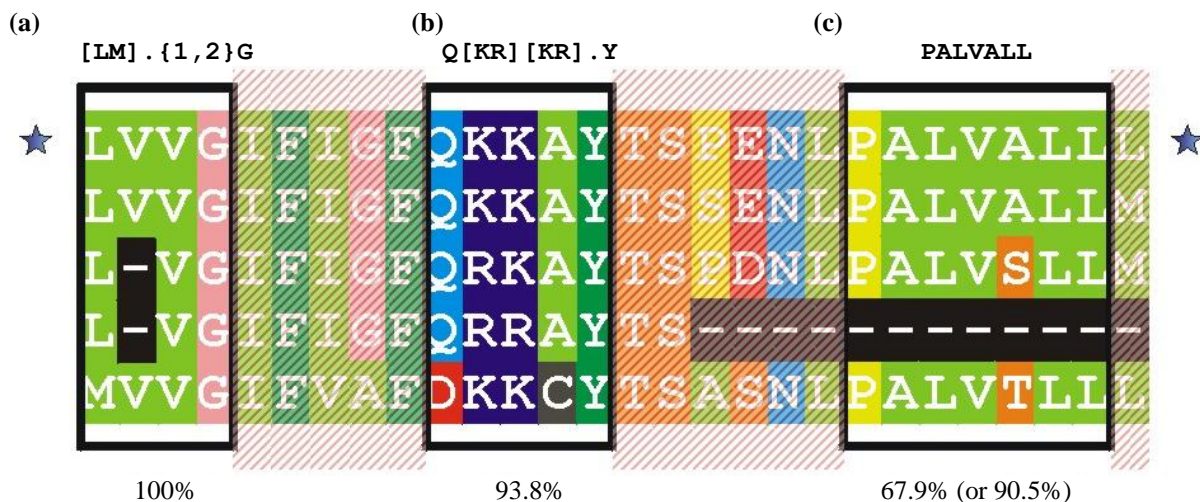 (a) (b) (c)
[LM].{1,2}G Q[KR][KR].Y PALVALL
LVVGIFIGFQKKAYTSPENLPALVALLL
LVVGIFIGFQKKAYTSSENLPALVALLM
L-VGIFIGFQRKAYTSPDNLPALVSLLM
L-VGIFIGFQRRAYTS------------
MVVGIFVAFDKKCYTSASNLPALVTLLL
100% 93.8% 67.9% (or 90.5%)